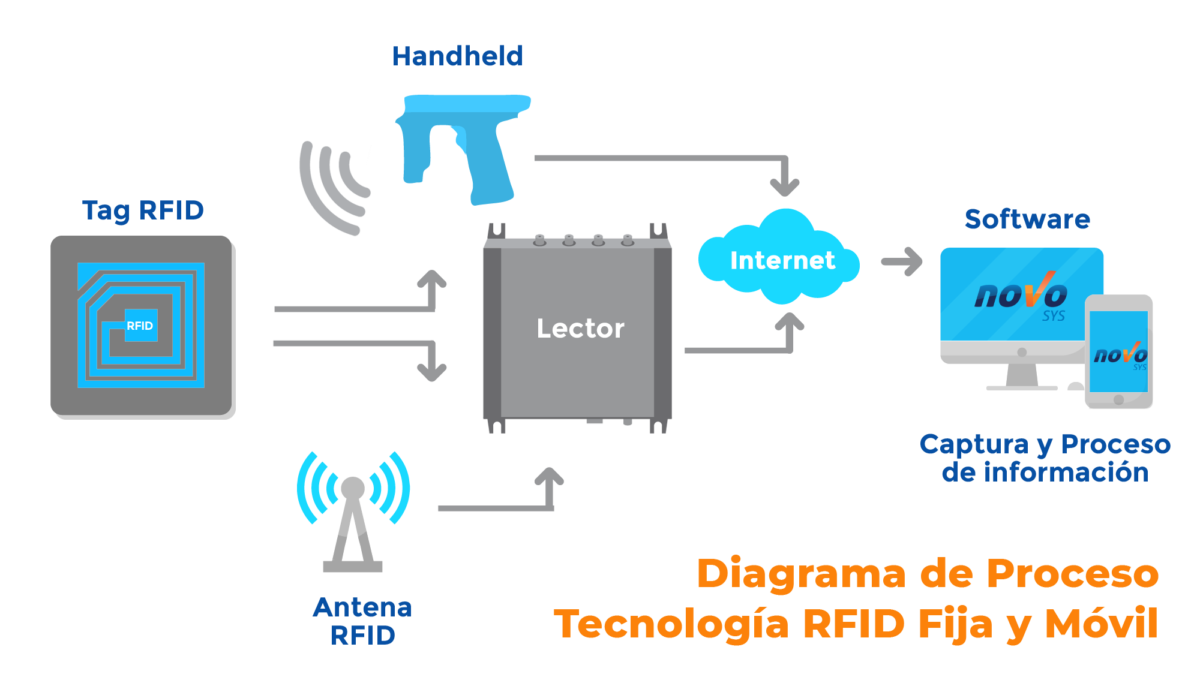 Handheld
Tag RFID
RFID
Lector
Internet
Software
novo
SYS
novo
SYS
Captura y Proceso
de información
Antena
RFID
Diagrama de Proceso
Tecnología RFID Fija y Móvil